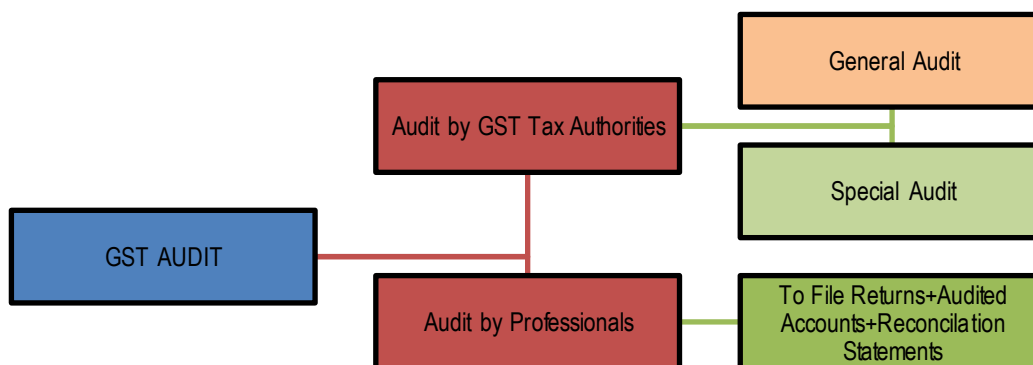 GST AUDIT
Audit by GST Tax Authorities
General Audit
Special Audit
Audit by Professionals
To File Returns+Audited
Accounts+Reconcilation
Statements